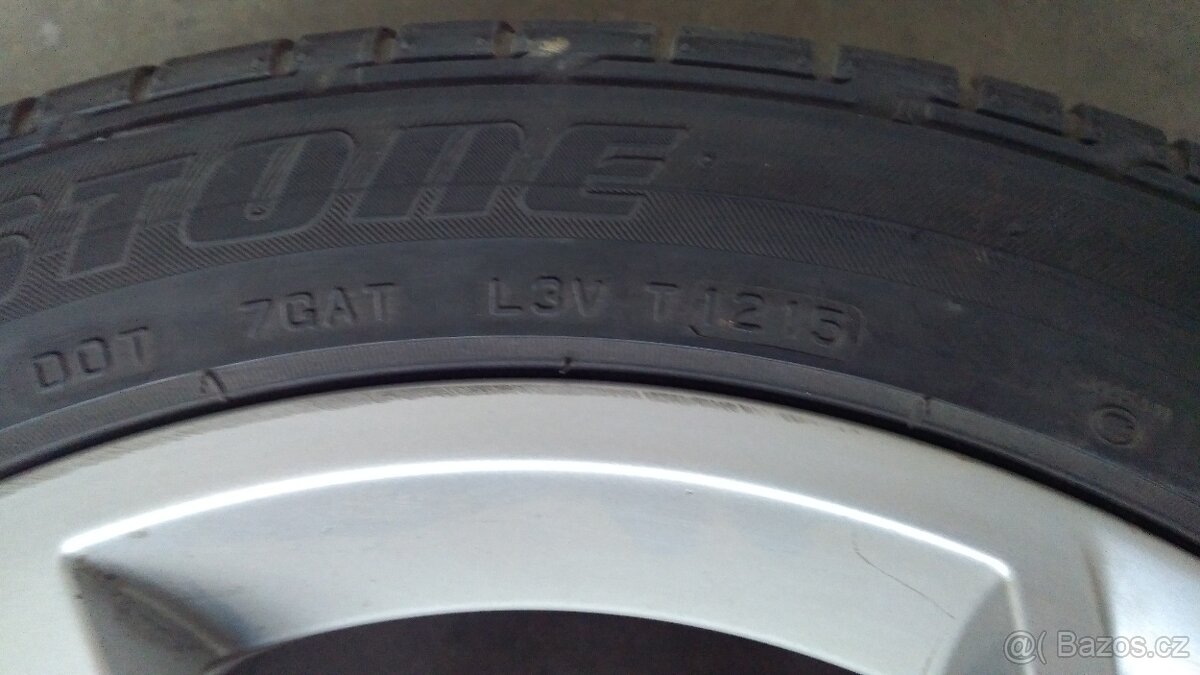 STONE
DOT 7GAT L3V T1215
@( Bazos.cz